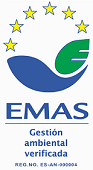 EMAS
Gestión
ambiental
verificada
REG.NO. ES-AN-000004